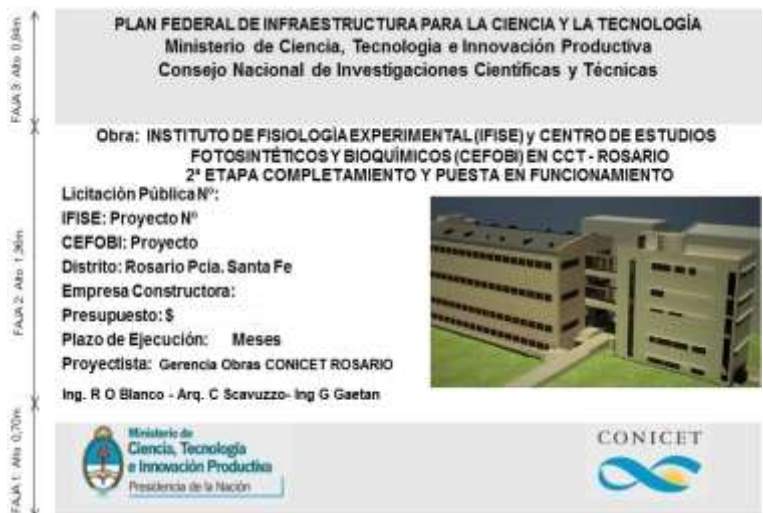 PLAN FEDERAL DE INFRAESTRUCTURA PARA LA CIENCIA Y LA TECNOLOGÍA
Ministerio de Ciencia, Tecnología e Innovación Productiva
Consejo Nacional de Investigaciones Científicas y Técnicas
FAJA 3: Alto 0,84m.
Obra: INSTITUTO DE FISIOLOGÍA EXPERIMENTAL (IFISE) y CENTRO DE ESTUDIOS
FOTOSINTÉTICOS Y BIOQUÍMICOS (CEFOBI) EN CCT - ROSARIO
2ª ETAPA COMPLETAMIENTO Y PUESTA EN FUNCIONAMIENTO
Licitación Pública Nº:
IFISE: Proyecto Nº
CEFOBI: Proyecto
Distrito: Rosario Pcia. Santa Fe
Empresa Constructora:
Presupuesto: $
Plazo de Ejecución: Meses
Proyectista: Gerencia Obras CONICET ROSARIO
Ing. R O Blanco - Arq. C Scavuzzo- Ing G Gaetan
FAJA 2: Alto 1,36m.
Ministerio de
Ciencia, Tecnología
e Innovación Productiva
Presidencia de la Nación
CONICET
FAJA 1: Alto 0,70m.